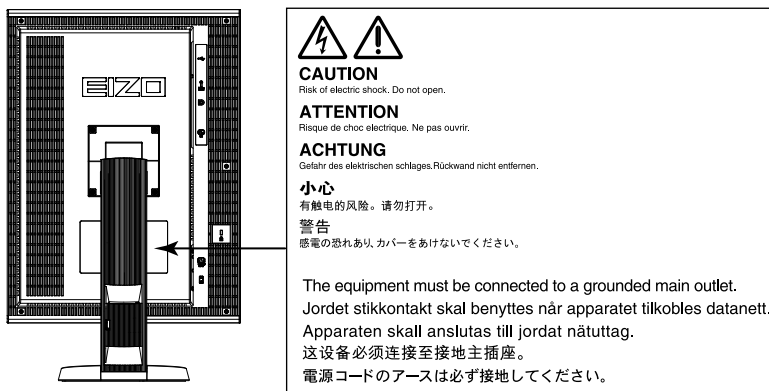 EIZO
CAUTION
Risk of electric shock. Do not open.
ATTENTION
Risque de choc electrique. Ne pas ouvrir.
ACHTUNG
Gefahr des elektrischen schlages.Rückwand nicht entfernen.
小心
有触电的风险。请勿打开。
警告
感電の恐れあり、カバーをあけないでください。
The equipment must be connected to a grounded main outlet.
Jordet stikkontakt skal benyttes når apparatet tilkobles datanett.
Apparaten skall anslutas till jordat nätuttag.
这设备必须连接至接地主插座。
電源コードのアースは必ず接地してください。